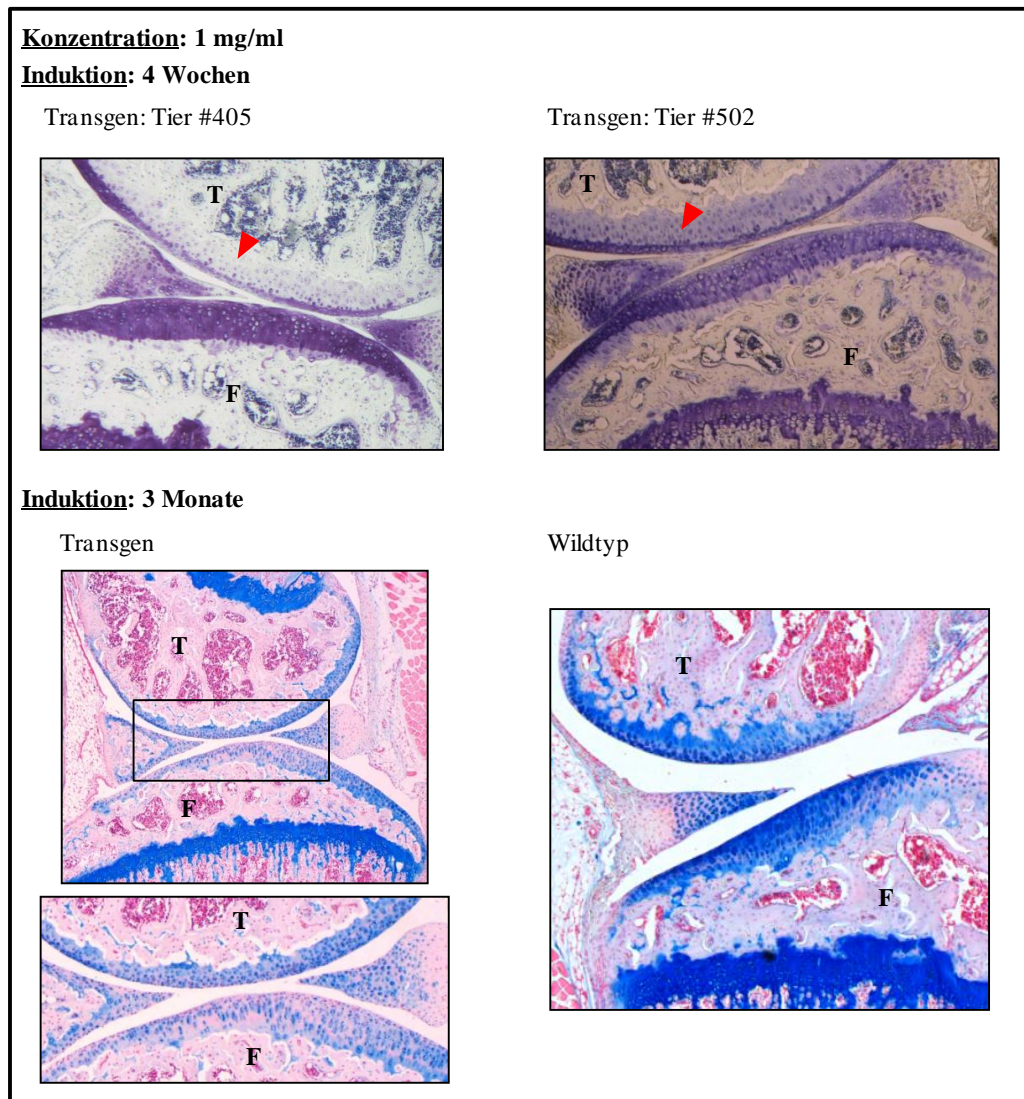 Konzentration: 1 mg/ml
Induktion: 4 Wochen
Transgen: Tier #405
Transgen: Tier #502
T
T
F
F
Induktion: 3 Monate
Transgen
Wildtyp
T
T
F
F
T
F